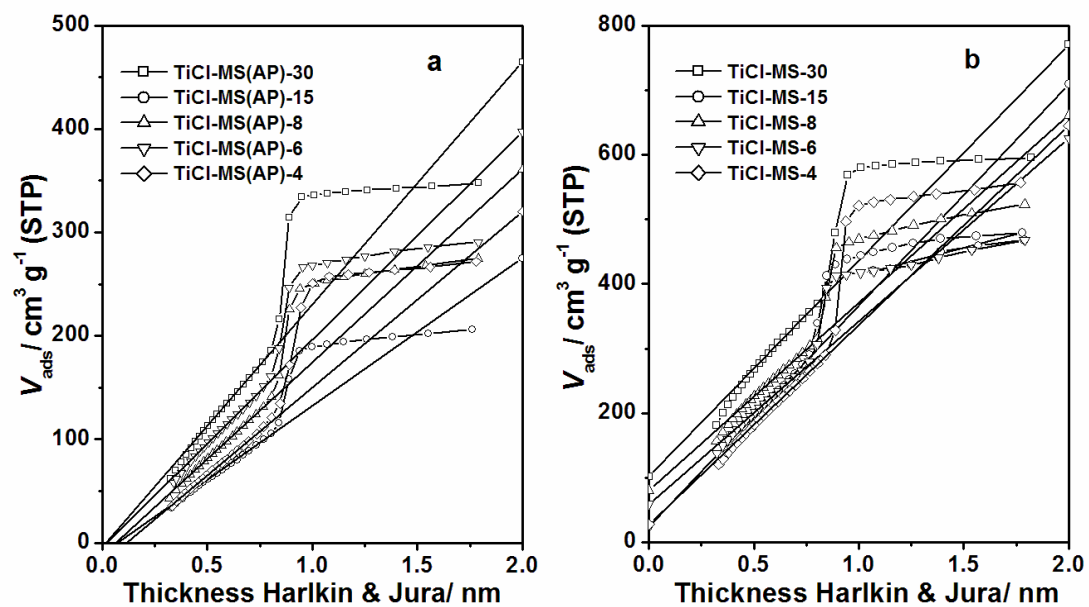 a
TiCl-MS(AP)-30
TiCl-MS(AP)-15
TiCl-MS(AP)-8
TiCl-MS(AP)-6
TiCl-MS(AP)-4
500
400
300
200
100
0
0.0 0.5 1.0 1.5 2.0
Vads/ cm³ g⁻¹ (STP)
Thickness Harlkin & Jura/ nm
b
TiCl-MS-30
TiCl-MS-15
TiCl-MS-8
TiCl-MS-6
TiCl-MS-4
800
600
400
200
0
0.0 0.5 1.0 1.5 2.0
Vads/ cm³ g⁻¹ (STP)
Thickness Harlkin & Jura/ nm